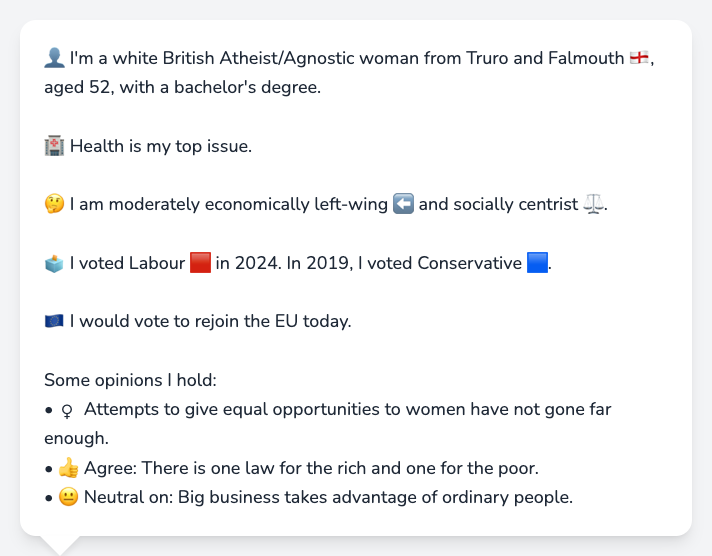 👤 I'm a white British Atheist/Agnostic woman from Truro and Falmouth 🏴󠁧󠁢󠁥󠁮󠁧󠁿,
aged 52, with a bachelor's degree.
🏥 Health is my top issue.
🤔 I am moderately economically left-wing ⬅️ and socially centrist ⚖️.
🗳️ I voted Labour 🟥 in 2024. In 2019, I voted Conservative 🟦.
🇪🇺 I would vote to rejoin the EU today.
Some opinions I hold:
• ♀ Attempts to give equal opportunities to women have not gone far
enough.
• 👍 Agree: There is one law for the rich and one for the poor.
• 😐 Neutral on: Big business takes advantage of ordinary people.